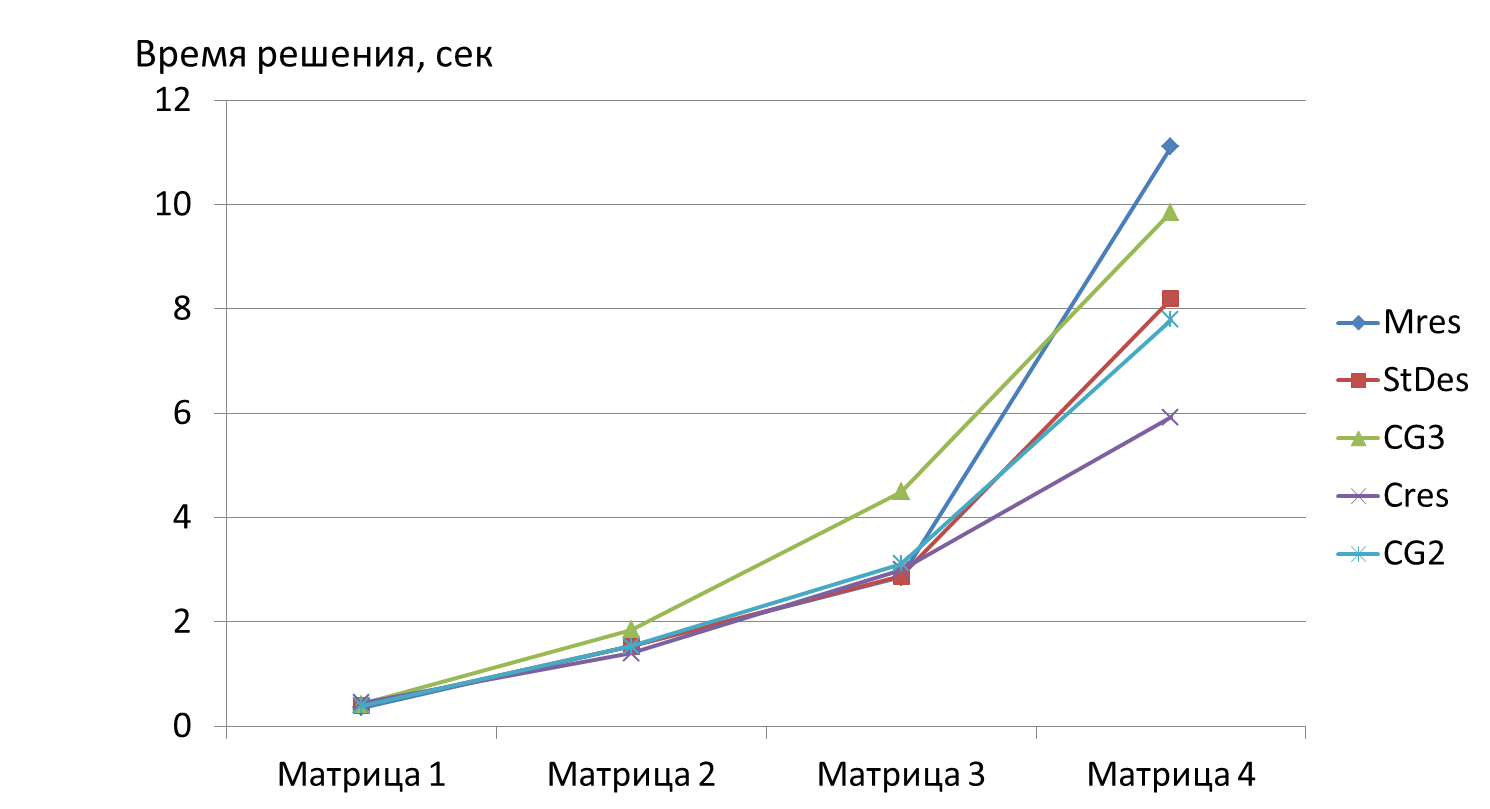 Время решения, сек
12
10
8
6
4
2
0
Матрица 1
Матрица 2
Матрица 3
Матрица 4
Mres
StDes
CG3
Cres
CG2